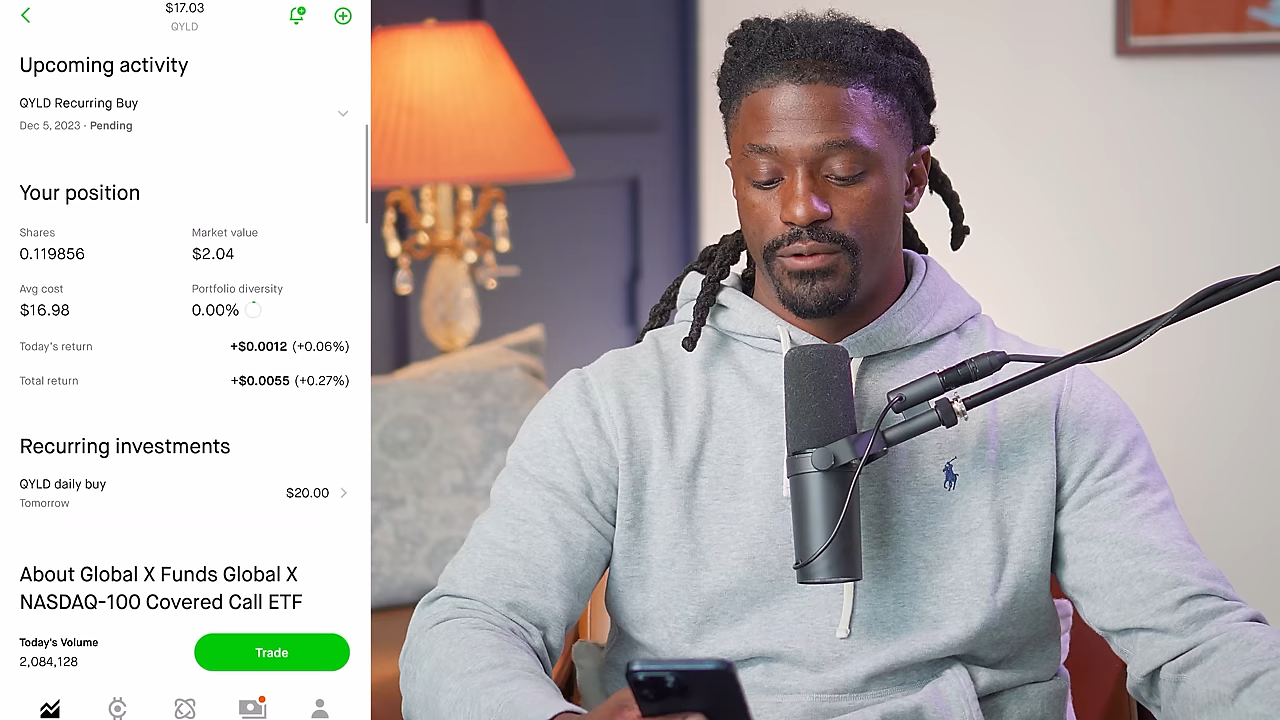 $17.03
QYLD
Upcoming activity
QYLD Recurring Buy
Dec 5, 2023 · Pending
Your position
Shares
Market value
0.119856
$2.04
Avg cost
Portfolio diversity
$16.98
0.00%
Today's return
+$0.0012 (+0.06%)
Total return
+$0.0055 (+0.27%)
Recurring investments
QYLD daily buy
$20.00
Tomorrow
About Global X Funds Global X
NASDAQ-100 Covered Call ETF
Today's Volume
2,084,128
Trade